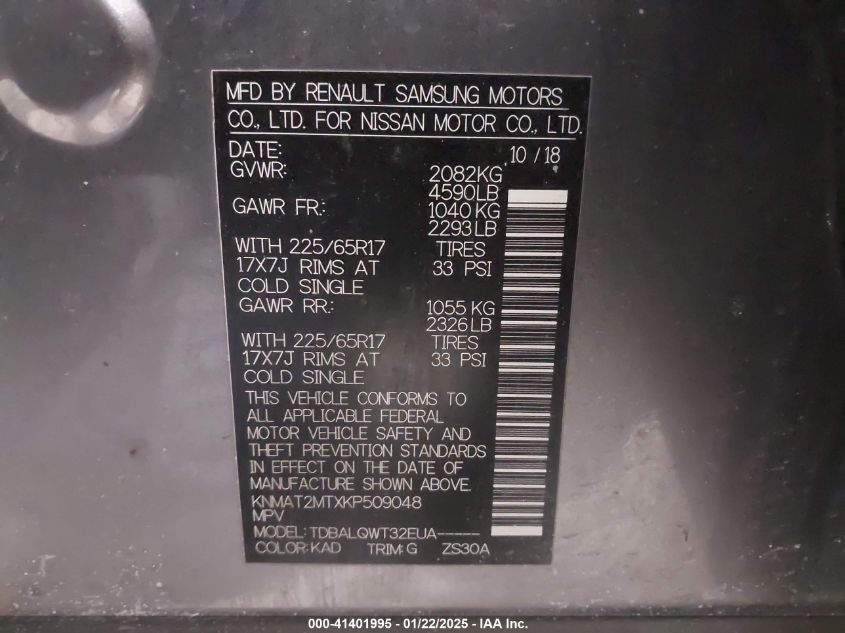 MFD BY RENAULT SAMSUNG MOTORS
CO., LTD. FOR NISSAN MOTOR CO., LTD.
DATE: 10 / 18
GVWR: 2082KG
4590LB
GAWR FR.: 1040 KG
2293LB
WITH 225/65R17 TIRES
17X7J RIMS AT 33 PSI
COLD SINGLE
GAWR RR.: 1055 KG
2326LB
WITH 225/65R17 TIRES
17X7J RIMS AT 33 PSI
COLD SINGLE
THIS VEHICLE CONFORMS TO
ALL APPLICABLE FEDERAL
MOTOR VEHICLE SAFETY AND
THEFT PREVENTION STANDARDS
IN EFFECT ON THE DATE OF
MANUFACTURE SHOWN ABOVE.
KNMAT2MTXKP509048
MPV
MODEL: TDBALQWT32EUA-----
COLOR: KAD TRIM: G ZS30A
000-41401995 - 01/22/2025 - IAA Inc.